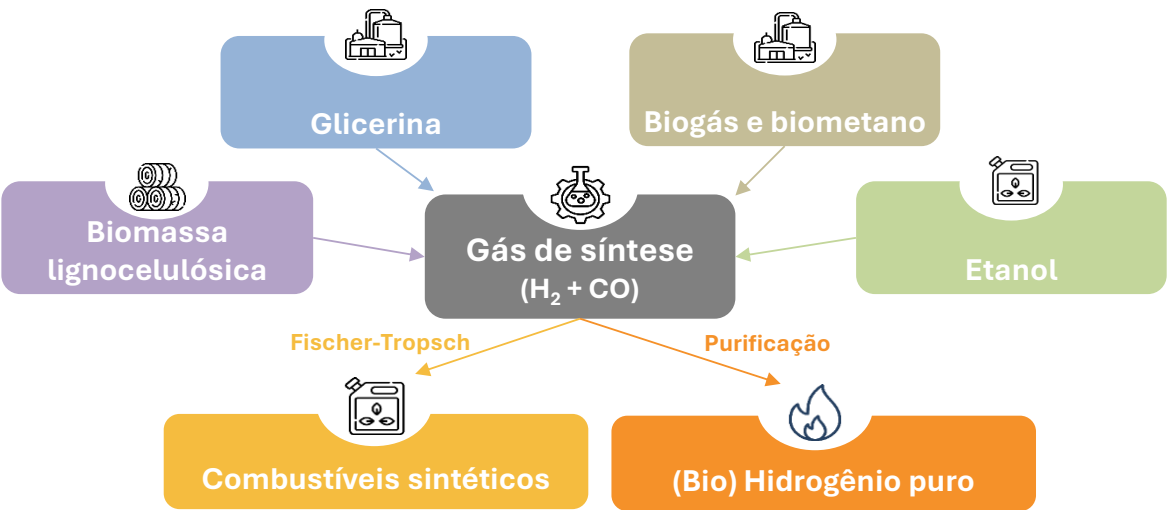 Glicerina
Biogás e biometano
Biomassa
lignocelulósica
Gás de síntese
(H₂ + CO)
Etanol
Fischer-Tropsch
Purificação
Combustíveis sintéticos
(Bio) Hidrogênio puro